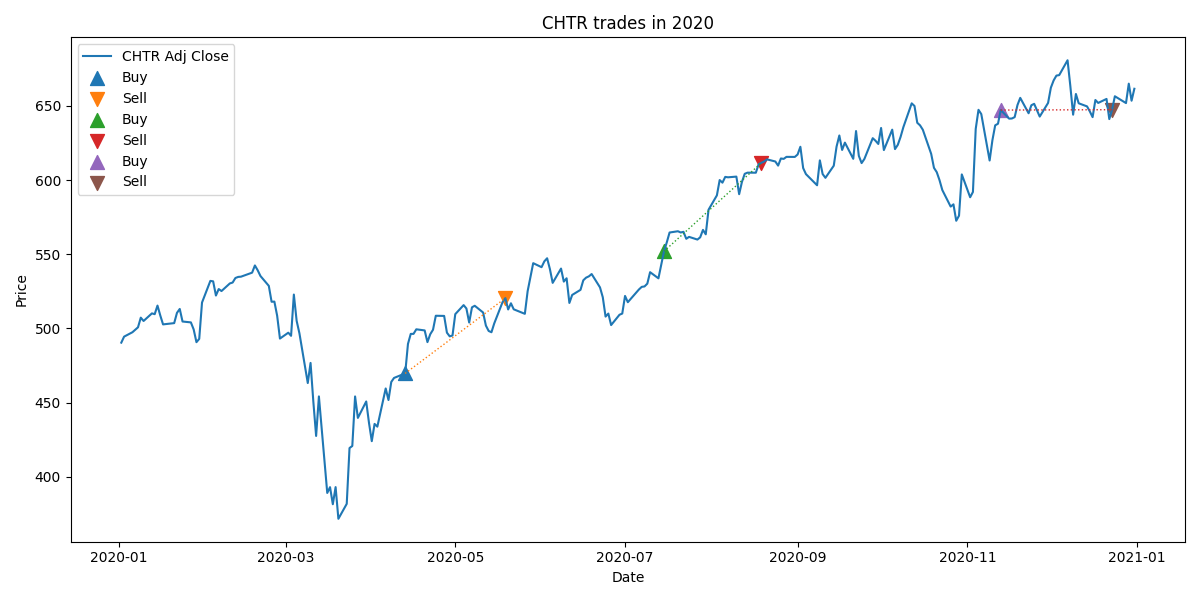 CHTR trades in 2020
CHTR Adj Close
Buy
Sell
Buy
Sell
Buy
Sell
Price
650
600
550
500
450
400
2020-01 2020-03 2020-05 2020-07 2020-09 2020-11 2021-01
Date